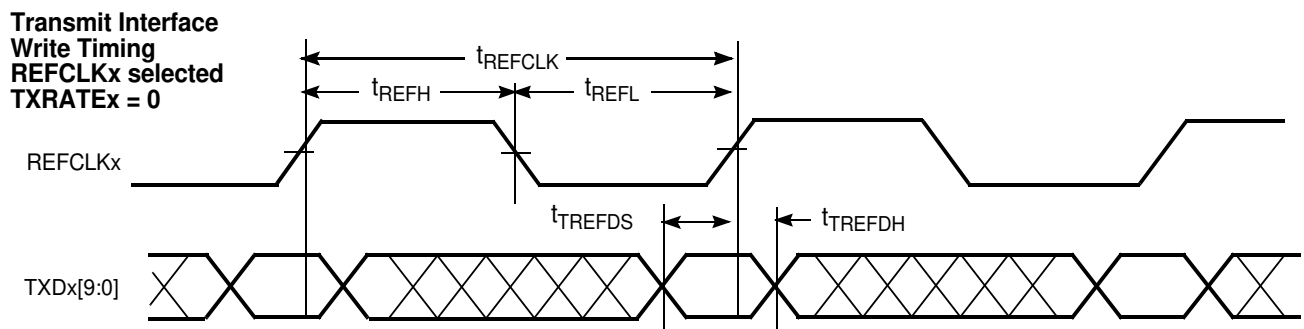 Transmit Interface
Write Timing
REFCLKx selected
TXRATEx = 0
tREFCLK
tREFH
tREFL
REFCLKx
tTREFDS
tTREFDH
TXDx[9:0]